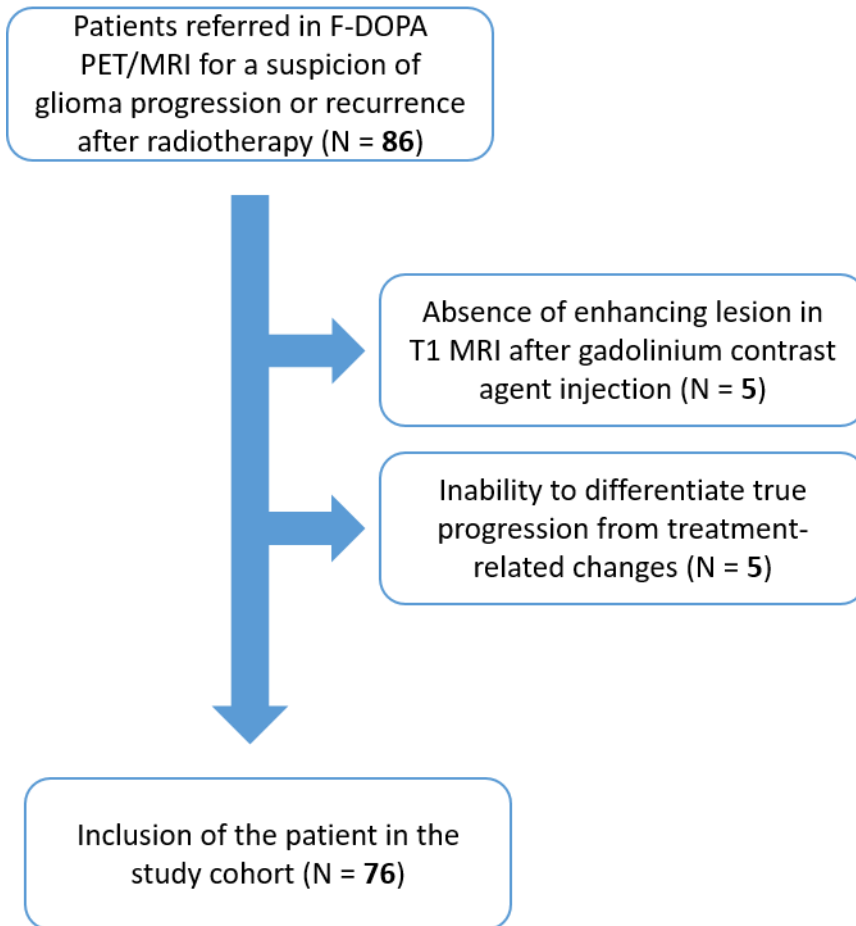 Patients referred in F-DOPA
PET/MRI for a suspicion of
glioma progression or recurrence
after radiotherapy (N = 86)
Absence of enhancing lesion in
T1 MRI after gadolinium contrast
agent injection (N = 5)
Inability to differentiate true
progression from treatment-
related changes (N = 5)
Inclusion of the patient in the
study cohort (N = 76)